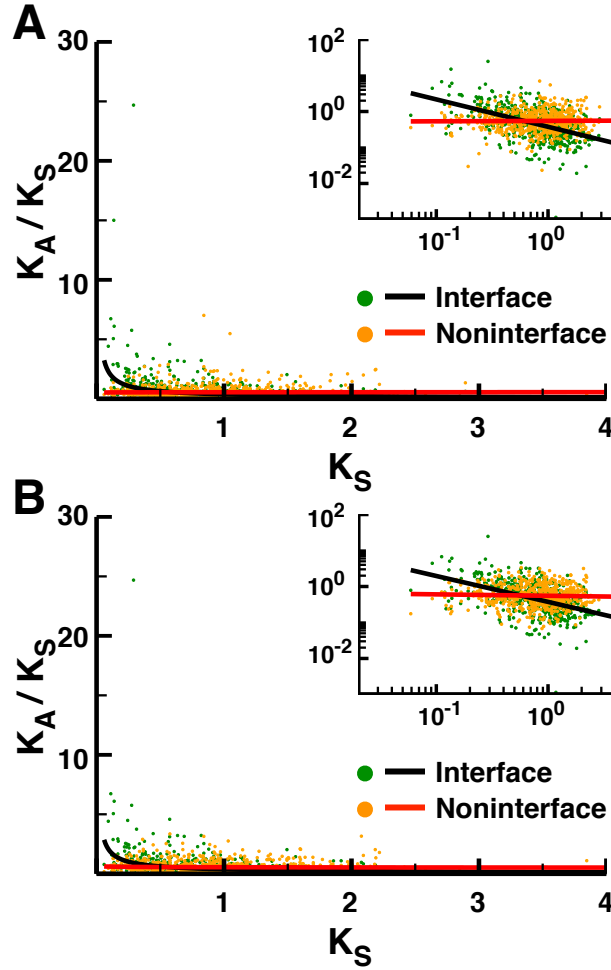 A
30
20
10
K_A / K_S
1
2
3
4
K_S
10^2
10^0
10^-2
10^-1
10^0
Interface
Noninterface
B
30
20
10
K_A / K_S
1
2
3
4
K_S
10^2
10^0
10^-2
10^-1
10^0
Interface
Noninterface